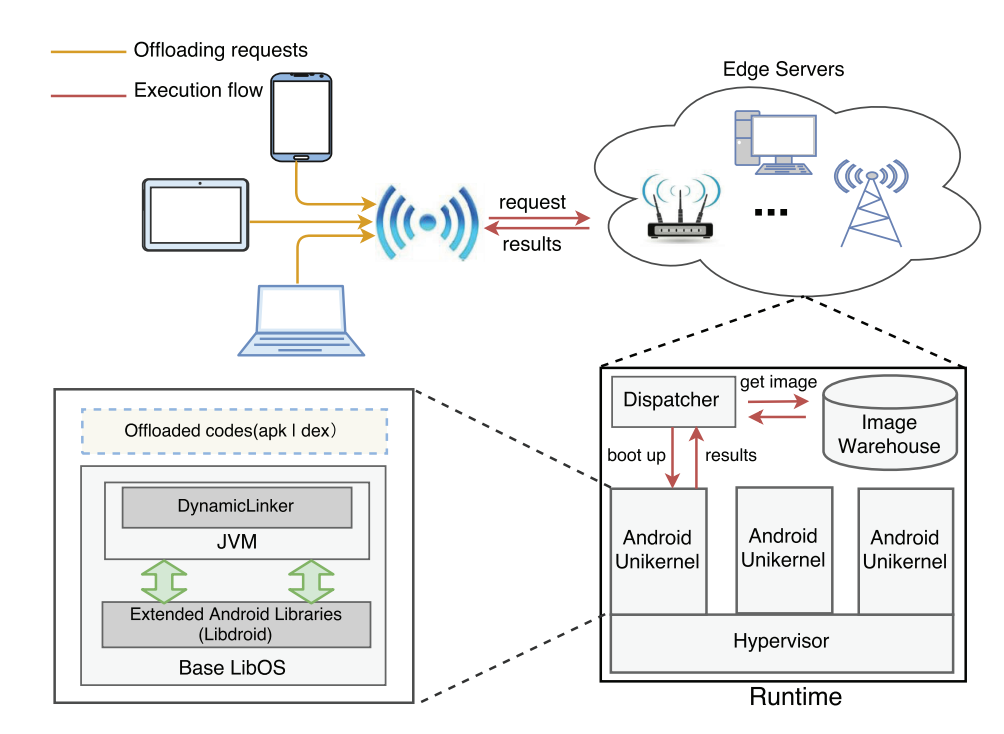 Offloading requests
Execution flow
Edge Servers
request
results
...
Dispatcher
get image
Image
Warehouse
boot up
results
Android
Unikernel
Android
Unikernel
Android
Unikernel
Hypervisor
Runtime
Offloaded codes(apk | dex)
DynamicLinker
JVM
Extended Android Libraries
(Libdroid)
Base LibOS